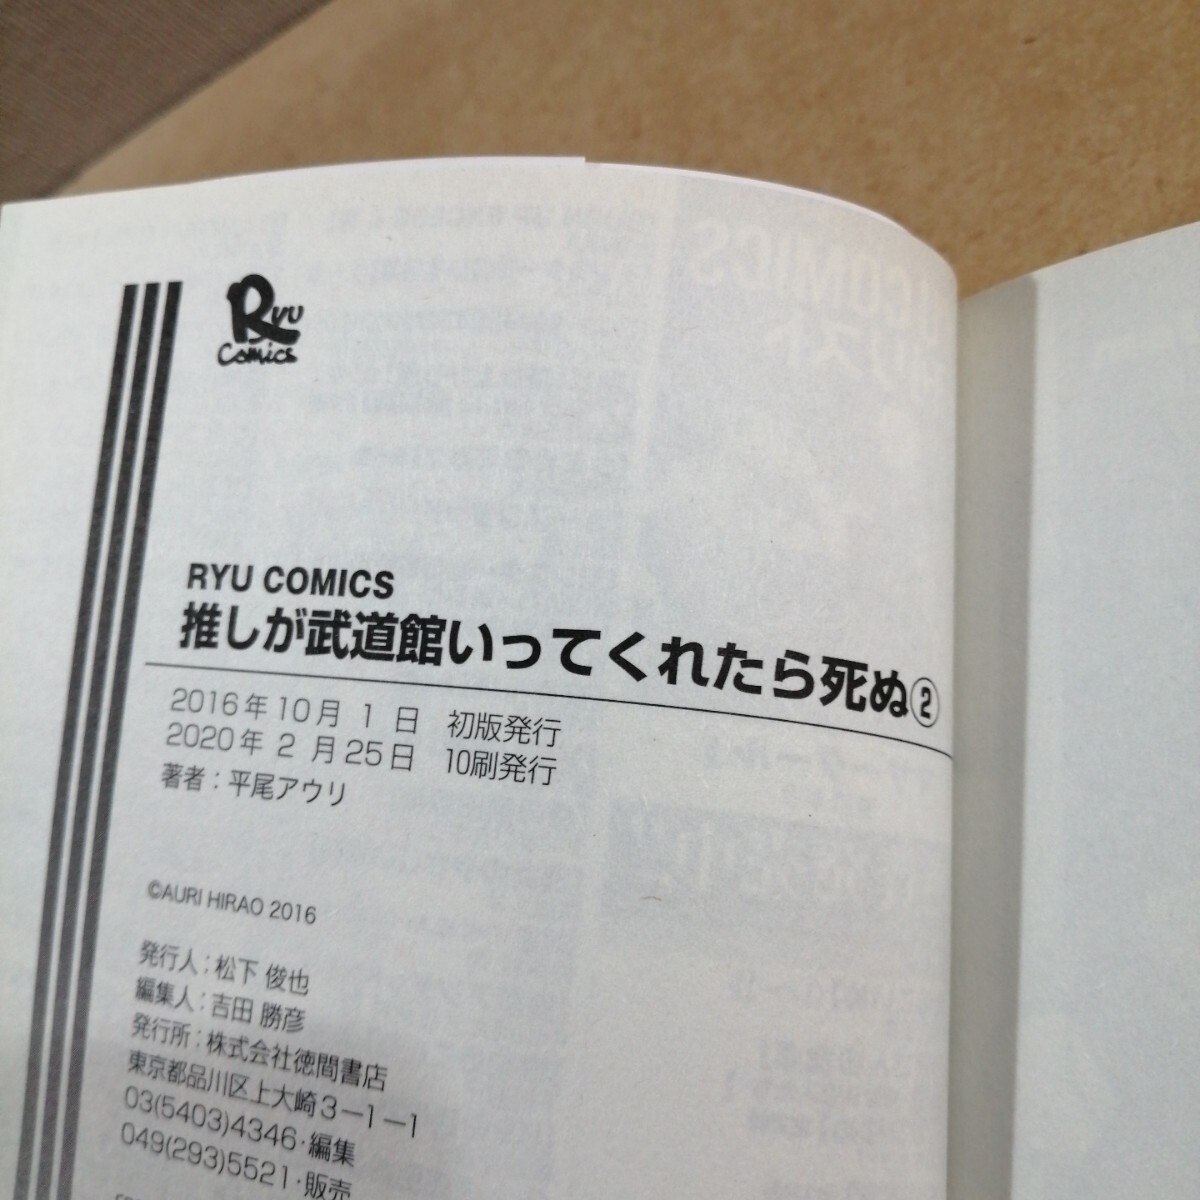 Ryu
Comics
RYU COMICS
推しが武道館いってくれたら死ぬ②
2016年10月1日 初版発行
2020年2月25日 10刷発行
著者：平尾アウリ
©AURI HIRAO 2016
発行人：松下 俊也
編集人：吉田 勝彦
発行所：株式会社徳間書店
東京都品川区上大崎3−1−1
03(5403)4346・編集
049(293)5521・販売